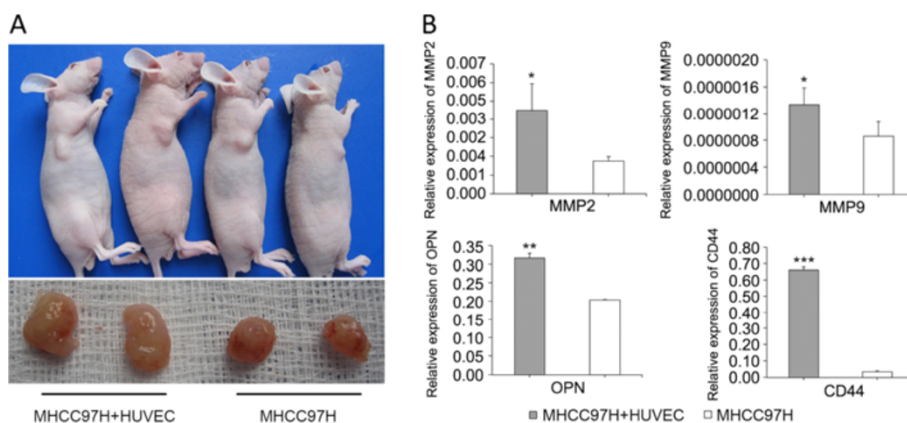 A
MHCC97H+HUVEC
MHCC97H
B
Relative expression of MMP2
0.007
0.006
0.005
0.003
0.004
0.001
0.000
*
MMP2
Relative expression of MMP9
0.0000020
0.0000016
0.0000012
0.0000008
0.0000004
0.0000000
*
MMP9
Relative expression of OPN
0.35
0.30
0.25
0.20
0.15
0.10
0.05
0.00
**
OPN
Relative expression of CD44
0.80
0.70
0.60
0.50
0.40
0.30
0.20
0.10
0.00
***
CD44
MHCC97H+HUVEC
MHCC97H